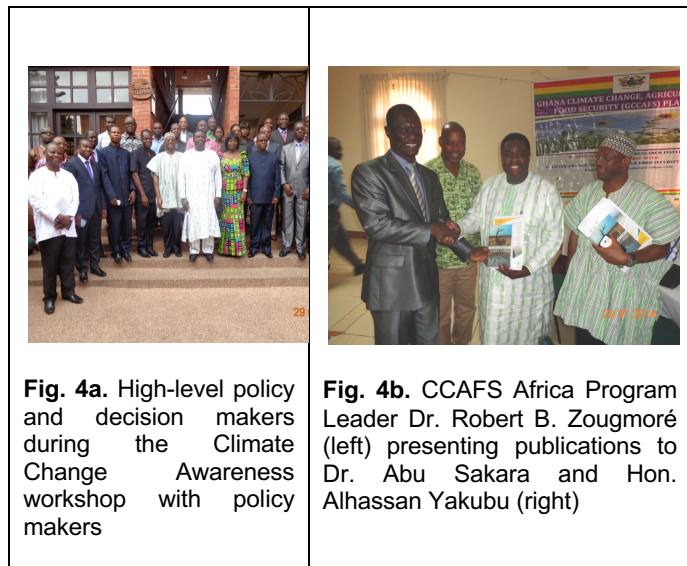 29
Fig. 4a. High-level policy
and decision makers
during the Climate
Change Awareness
workshop with policy
makers
GHANA CLIMATE CHANGE, AGRICUL
FOOD SECURITY (GCCAFS) PLA
Fig. 4b. CCAFS Africa Program
Leader Dr. Robert B. Zougmoré
(left) presenting publications to
Dr. Abu Sakara and Hon.
Alhassan Yakubu (right)